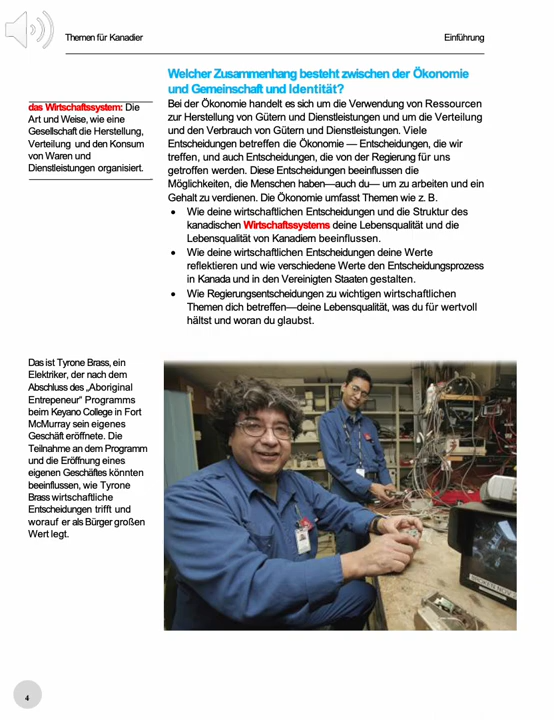 Themen für Kanadier
Einführung
Welcher Zusammenhang besteht zwischen der Ökonomie
und Gemeinschaft und Identität?
das Wirtschaftssystem: Die
Art und Weise, wie eine
Gesellschaft die Herstellung,
Verteilung und den Konsum
von Waren und
Dienstleistungen organisiert.
Bei der Ökonomie handelt es sich um die Verwendung von Ressourcen
zur Herstellung von Gütern und Dienstleistungen und um die Verteilung
und den Verbrauch von Gütern und Dienstleistungen. Viele
Entscheidungen betreffen die Ökonomie — Entscheidungen, die wir
treffen, und auch Entscheidungen, die von der Regierung für uns
getroffen werden. Diese Entscheidungen beeinflussen die
Möglichkeiten, die Menschen haben—auch du— um zu arbeiten und ein
Gehalt zu verdienen. Die Ökonomie umfasst Themen wie z. B.
• Wie deine wirtschaftlichen Entscheidungen und die Struktur des
kanadischen Wirtschaftssystems deine Lebensqualität und die
Lebensqualität von Kanadiern beeinflussen.
• Wie deine wirtschaftlichen Entscheidungen deine Werte
reflektieren und wie verschiedene Werte den Entscheidungsprozess
in Kanada und in den Vereinigten Staaten gestalten.
• Wie Regierungsentscheidungen zu wichtigen wirtschaftlichen
Themen dich betreffen—deine Lebensqualität, was du für wertvoll
hältst und woran du glaubst.
Das ist Tyrone Brass, ein
Elektriker, der nach dem
Abschluss des „Aboriginal
Entrepeneur“ Programms
beim Keyano College in Fort
McMurray sein eigenes
Geschäft eröffnete. Die
Teilnahme an dem Programm
und die Eröffnung eines
eigenen Geschäftes könnten
beeinflussen, wie Tyrone
Brass wirtschaftliche
Entscheidungen trifft und
worauf er als Bürger großen
Wert legt.
4